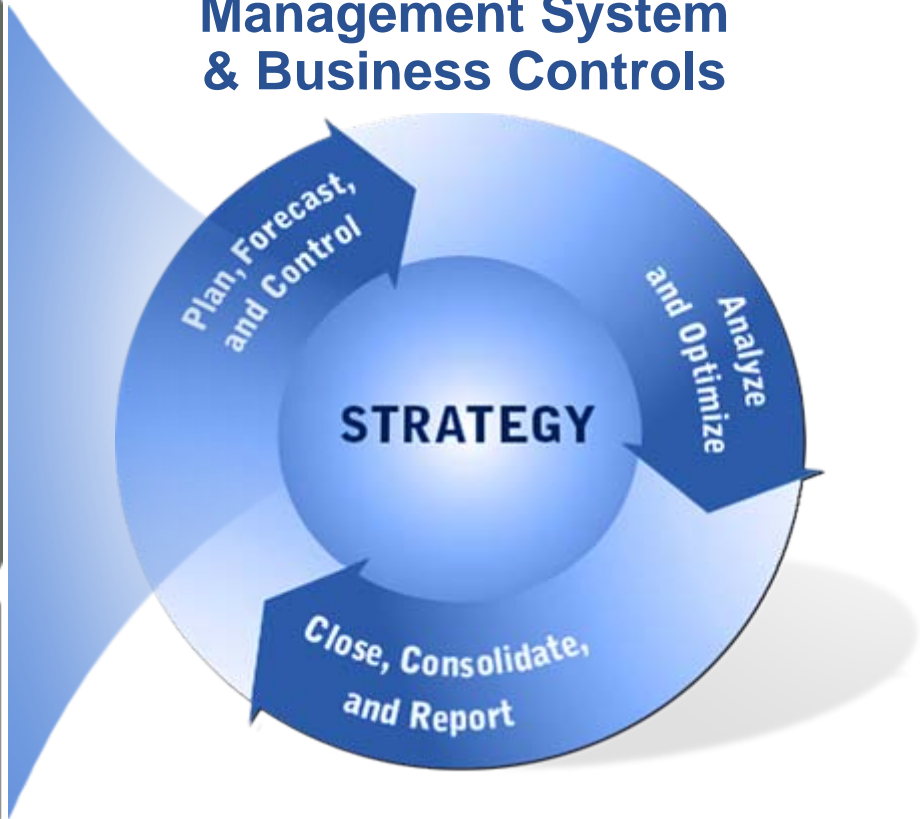 Management System
& Business Controls
Plan, Forecast,
and Control
Analyze
and Optimize
STRATEGY
Close, Consolidate,
and Report